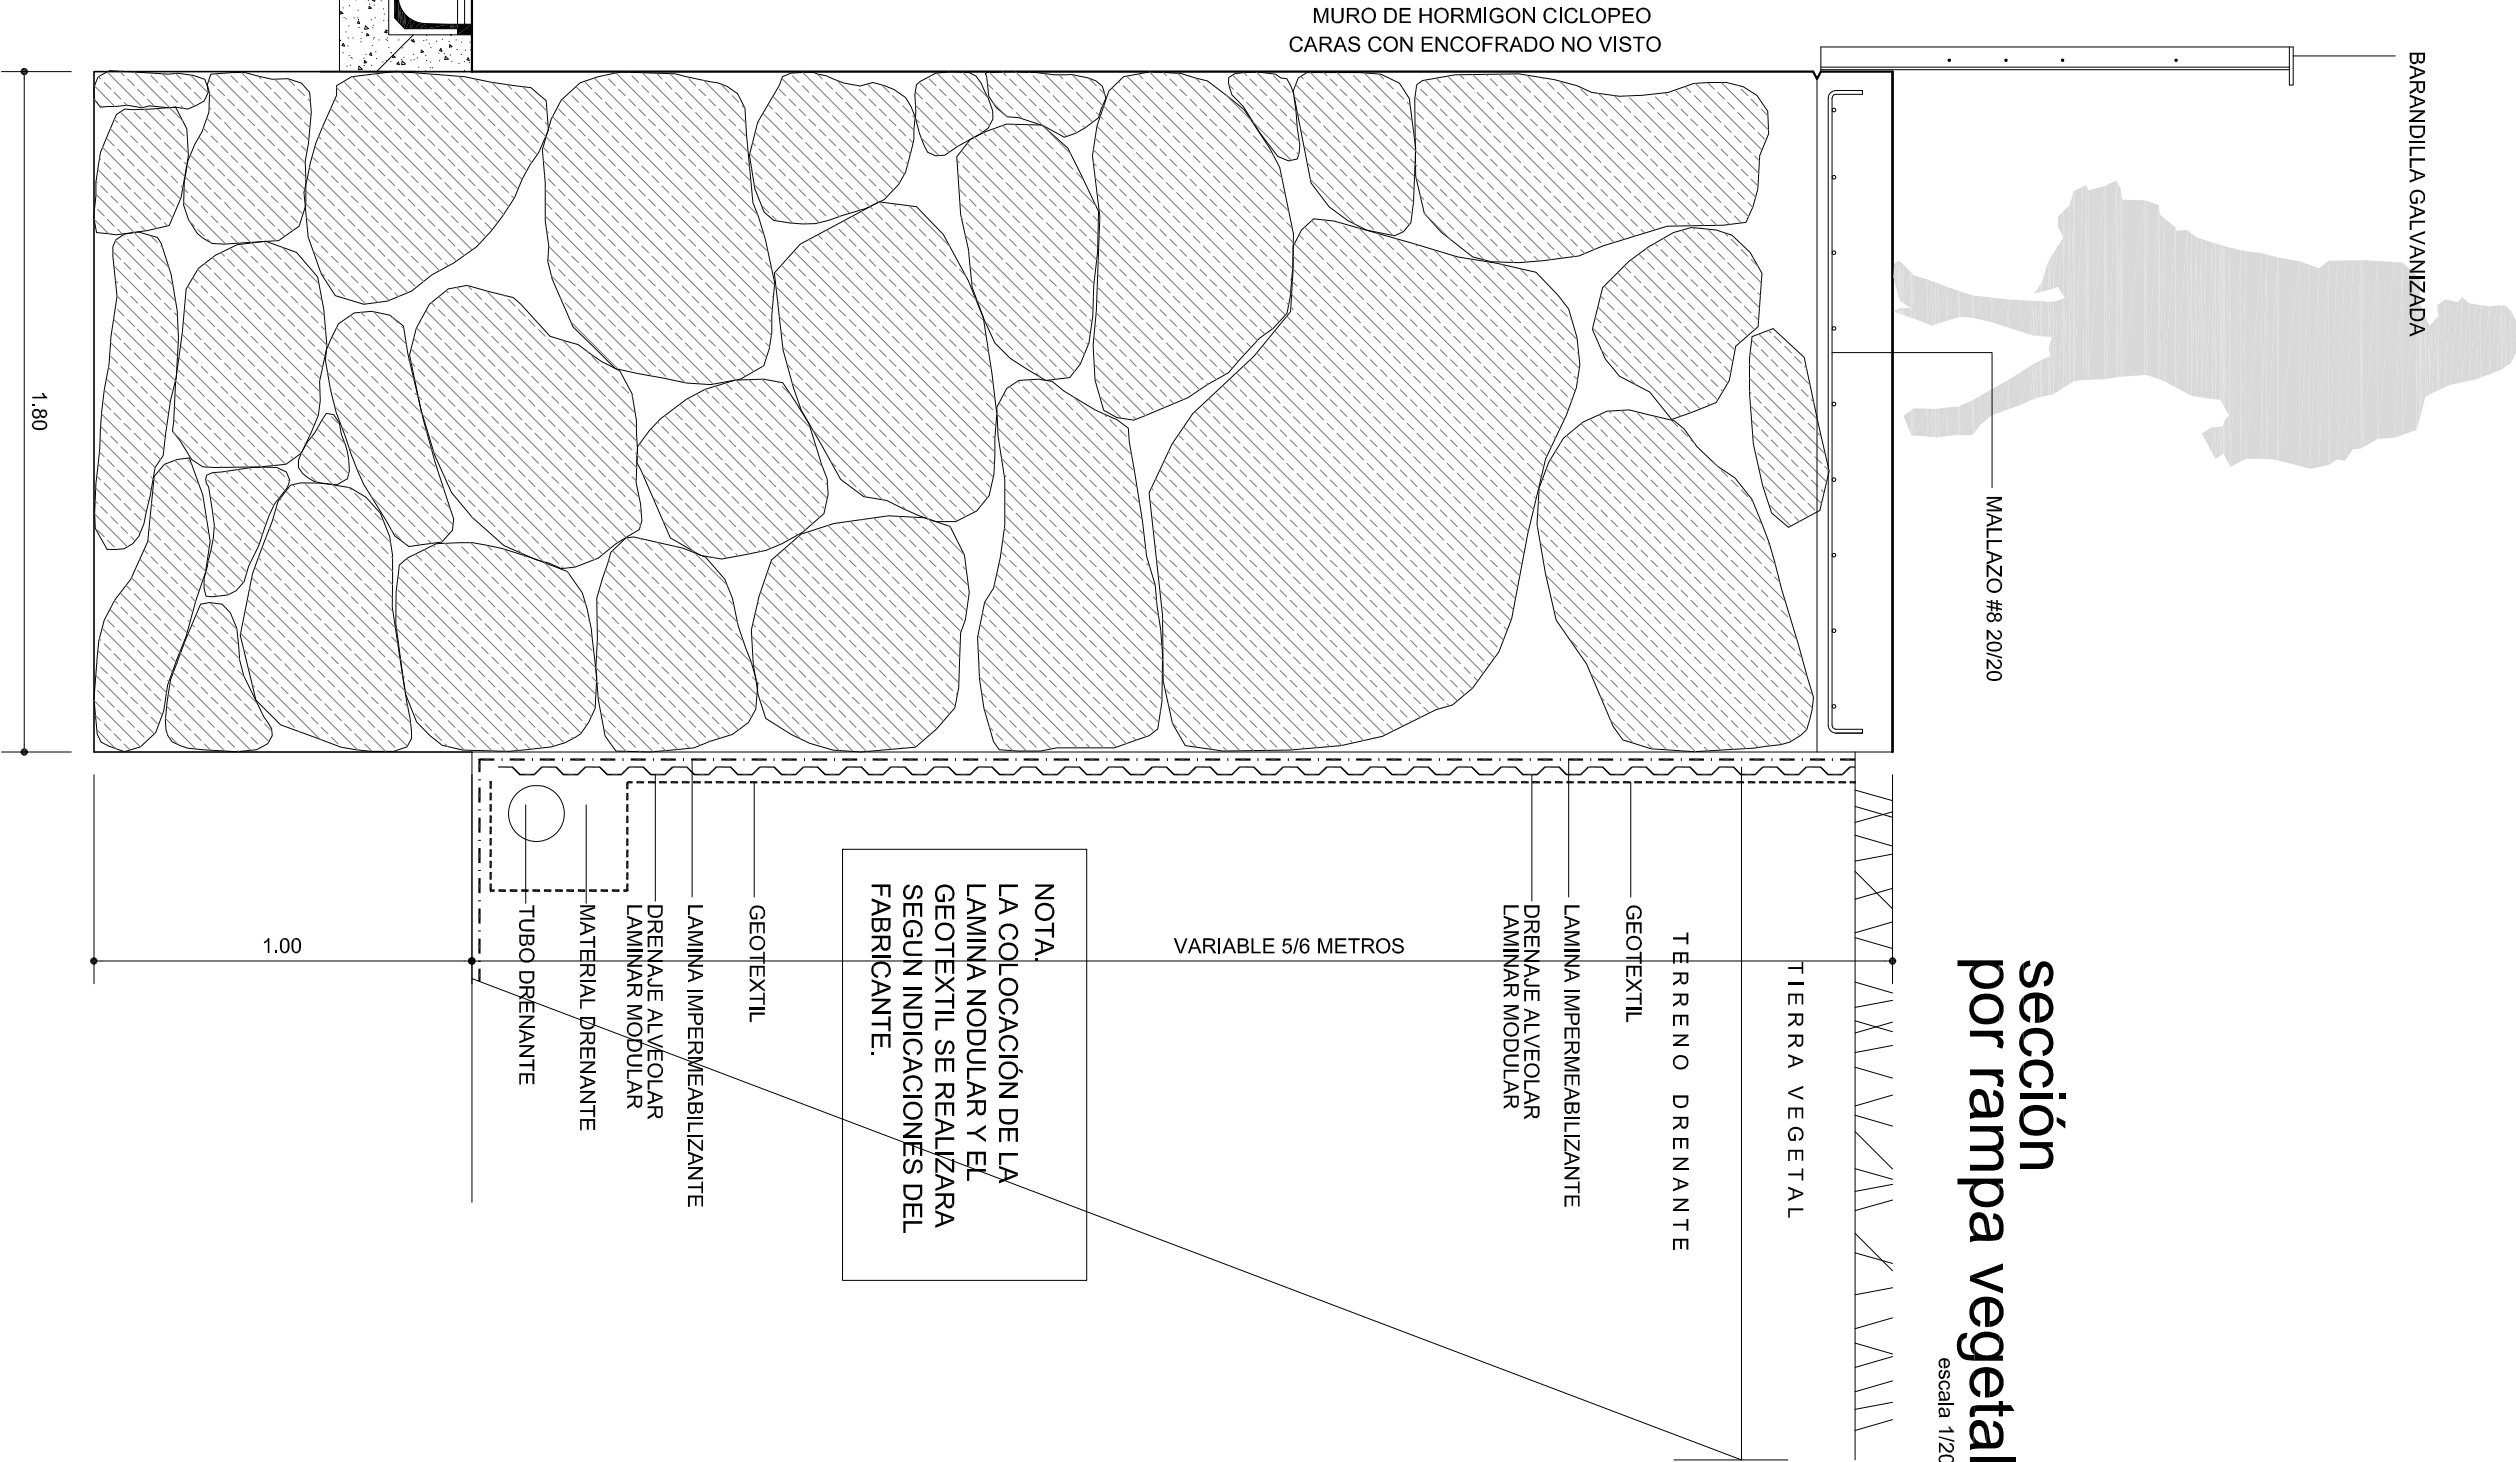 MURO DE HORMIGON CICLOPEO
CARAS CON ENCOFRADO NO VISTO
BARANDILLA GALVANIZADA
MALLAZO #8 20/20
1.80
1.00
VARIABLE 5/6 METROS
sección
por rampa vegetal
escala 1/20
TIERRA VEGETAL
TERRENO DRENANTE
GEOTEXTIL
LAMINA IMPERMEABILIZANTE
DRENAJE ALVEOLAR
LAMINAR MODULAR
NOTA.
LA COLOCACIÓN DE LA
LAMINA NODULAR Y EL
GEOTEXTIL SE REALIZARA
SEGUN INDICACIONES DEL
FABRICANTE.
GEOTEXTIL
LAMINA IMPERMEABILIZANTE
DRENAJE ALVEOLAR
LAMINAR MODULAR
MATERIAL DRENANTE
TUBO DRENANTE